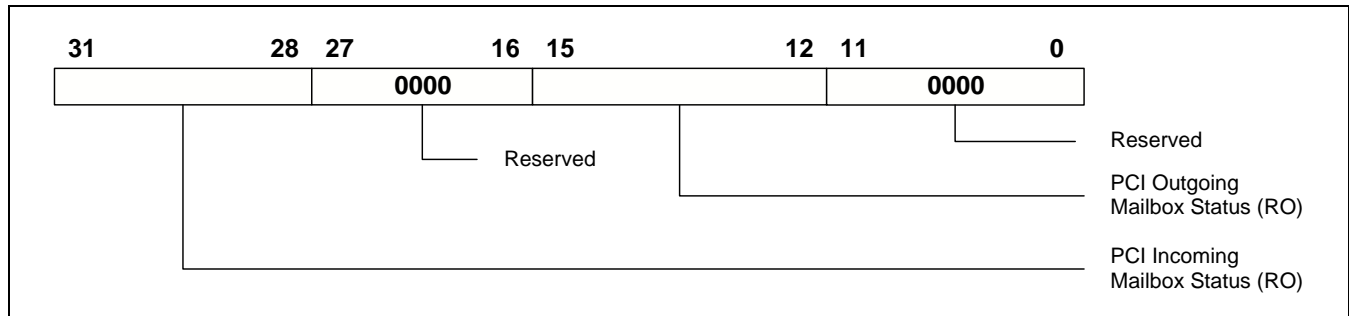 31 28 27 16 15 12 11 0
0000 0000
Reserved
Reserved
PCI Outgoing
Mailbox Status (RO)
PCI Incoming
Mailbox Status (RO)